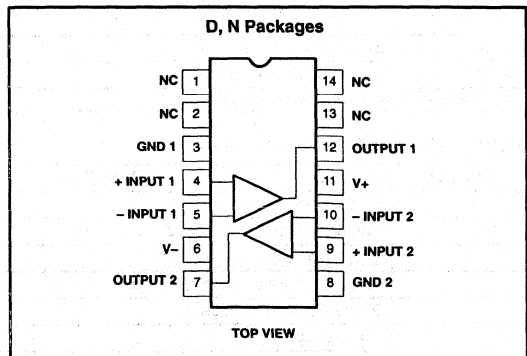 D, N Packages
NC 1 14 NC
NC 2 13 NC
GND 1 3 12 OUTPUT 1
+ INPUT 1 4 11 V+
– INPUT 1 5 10 – INPUT 2
V– 6 9 + INPUT 2
OUTPUT 2 7 8 GND 2
TOP VIEW